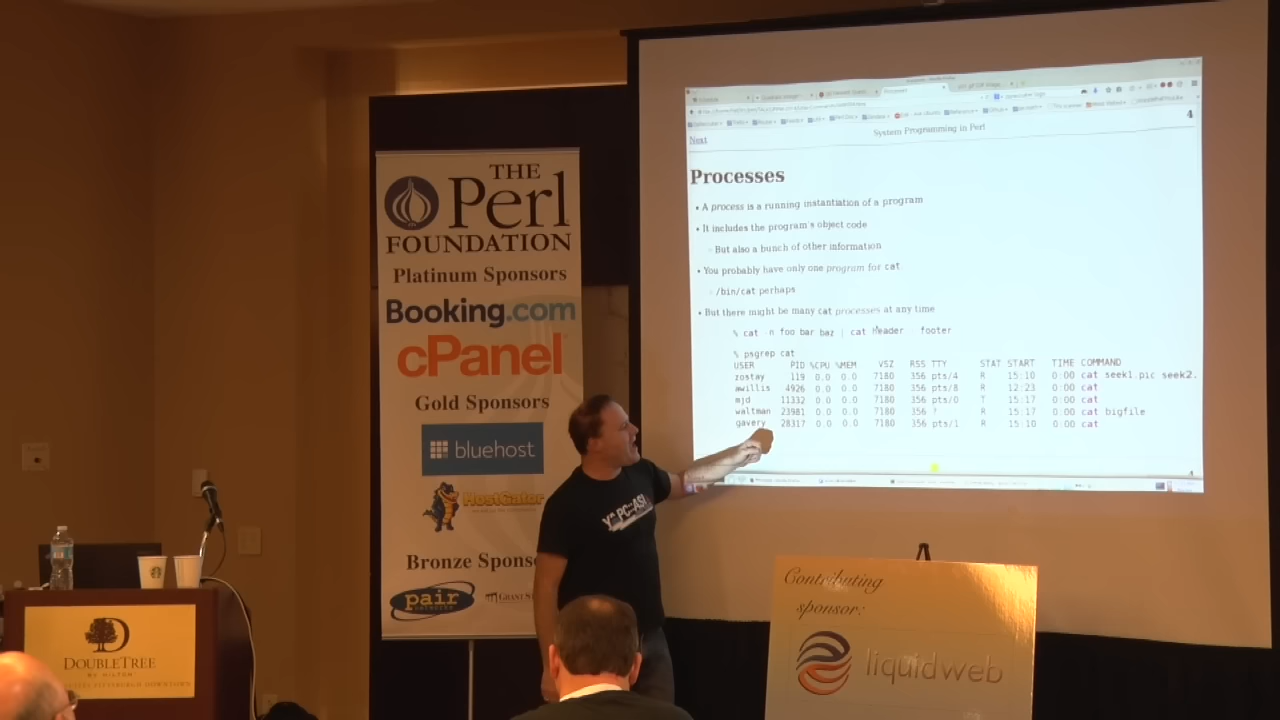 THE
Perl
FOUNDATION
Platinum Sponsors
Booking.com
cPanel
Gold Sponsors
bluehost
HostGator
Bronze Sponso
pair
DOUBLETREE
BY HILTON
YAPC::ASI
Next
System Programming in Perl
4
Processes
• A process is a running instantiation of a program
• It includes the program's object code
But also a bunch of other information
• You probably have only one program for cat
/bin/cat perhaps
• But there might be many cat processes at any time
% cat -n foo bar baz | cat header - footer
% psgrep cat
USER PID %CPU %MEM VSZ RSS TTY STAT START TIME COMMAND
zostay 119 0.0 0.0 7180 356 pts/4 R 15:10 0:00 cat seek1.pic seek2.
mwillis 4926 0.0 0.0 7180 356 pts/8 R 12:23 0:00 cat
mjd 11332 0.0 0.0 7180 356 pts/0 T 15:17 0:00 cat
waltman 23981 0.0 0.0 7180 356 ? R 15:17 0:00 cat bigfile
gavery 28317 0.0 0.0 7180 356 pts/1 R 15:10 0:00 cat
4
Contributing
sponsor:
liquidweb